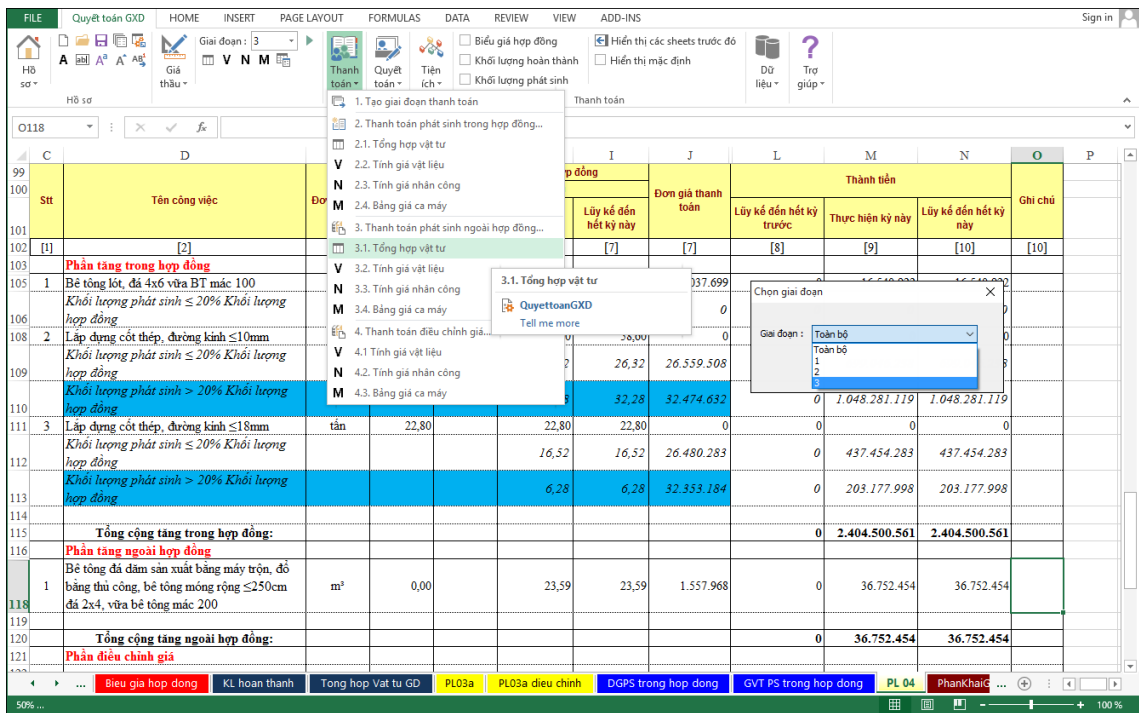 FILE Quyết toán GXD HOME INSERT PAGE LAYOUT FORMULAS DATA REVIEW VIEW ADD-INS Sign in
Hồ sơ
Giá thầu
Giai đoạn : 3
V N M
Thanh toán
Quyết toán
Tiện ích
Biểu giá hợp đồng
Khối lượng hoàn thành
Khối lượng phát sinh
Hiển thị các sheets trước đó
Hiển thị mặc định
Dữ liệu
Trợ giúp
Hồ sơ
Thanh toán
1. Tạo giai đoạn thanh toán
2. Thanh toán phát sinh trong hợp đồng...
2.1. Tổng hợp vật tư
V 2.2. Tính giá vật liệu
N 2.3. Tính giá nhân công
M 2.4. Bảng giá ca máy
3. Thanh toán phát sinh ngoài hợp đồng...
3.1. Tổng hợp vật tư
V 3.2. Tính giá vật liệu
N 3.3. Tính giá nhân công
M 3.4. Bảng giá ca máy
4. Thanh toán điều chỉnh giá...
V 4.1 Tính giá vật liệu
N 4.2. Tính giá nhân công
M 4.3. Bảng giá ca máy
3.1. Tổng hợp vật tư
QuyettoanGXD
Tell me more
Chọn giai đoạn
Giai đoạn : Toàn bộ
Toàn bộ
1
2
3
O118 fx
C D I J L M N O P
99 Thành tiền
100 Stt Tên công việc Đơn giá thanh toán Ghi chú
101 Lũy kế đến hết kỳ này Lũy kế đến hết kỳ trước Thực hiện kỳ này Lũy kế đến hết kỳ này
102 [1] [2] [7] [7] [8] [9] [10] [10]
103 Phần tăng trong hợp đồng
105 1 Bê tông lót, đá 4x6 vữa BT mác 100
106 Khối lượng phát sinh ≤ 20% Khối lượng hợp đồng 0
108 2 Lắp dựng cốt thép, đường kính ≤10mm 0
109 Khối lượng phát sinh ≤ 20% Khối lượng hợp đồng 26,32 26.559.508
110 Khối lượng phát sinh > 20% Khối lượng hợp đồng 32,28 32.474.632 0 1.048.281.119 1.048.281.119
111 3 Lắp dựng cốt thép, đường kính ≤18mm tấn 22,80 22,80 22,80 0 0 0 0
112 Khối lượng phát sinh ≤ 20% Khối lượng hợp đồng 16,52 16,52 26.480.283 0 437.454.283 437.454.283
113 Khối lượng phát sinh > 20% Khối lượng hợp đồng 6,28 6,28 32.353.184 0 203.177.998 203.177.998
114
115 Tổng cộng tăng trong hợp đồng: 0 2.404.500.561 2.404.500.561
116 Phần tăng ngoài hợp đồng
118 1 Bê tông đá dăm sản xuất bằng máy trộn, đổ bằng thủ công, bê tông móng rộng ≤250cm đá 2x4, vữa bê tông mác 200 m³ 0,00 23,59 23,59 1.557.968 0 36.752.454 36.752.454
119
120 Tổng cộng tăng ngoài hợp đồng: 0 36.752.454 36.752.454
121 Phần điều chỉnh giá
... Bieu gia hop dong KL hoan thanh Tong hop Vat tu GD PL03a PL03a dieu chinh DGPS trong hop dong GVT PS trong hop dong PL 04 PhanKhaiG ...
50% ... 100 %